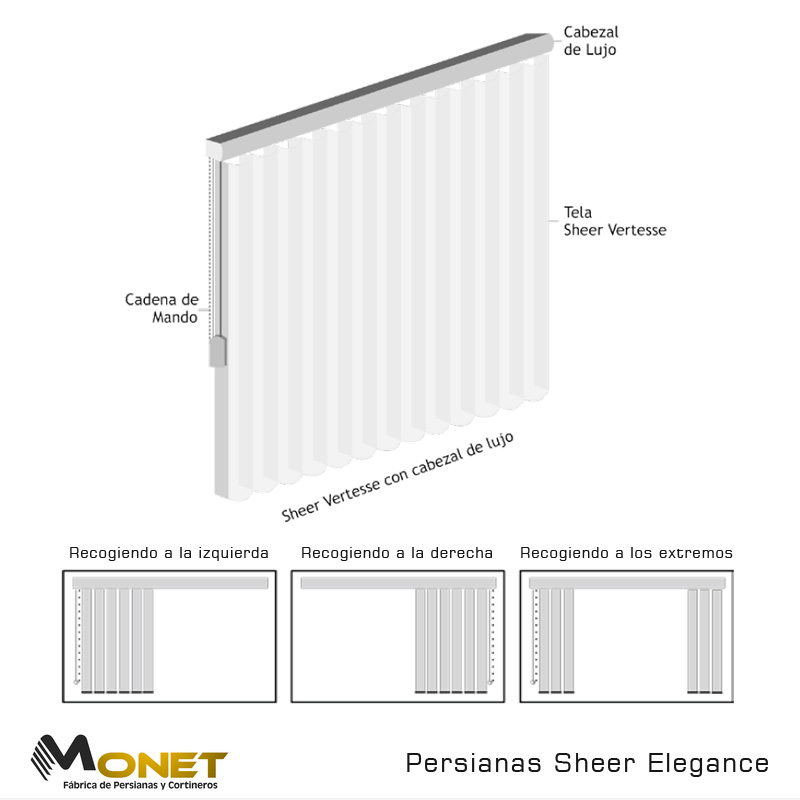 Cabezal
de Lujo
Tela
Sheer Vertesse
Cadena de
Mando
Sheer Vertesse con cabezal de lujo
Recogiendo a la izquierda
Recogiendo a la derecha
Recogiendo a los extremos
MONET
Fábrica de Persianas y Cortineros
Persianas Sheer Elegance